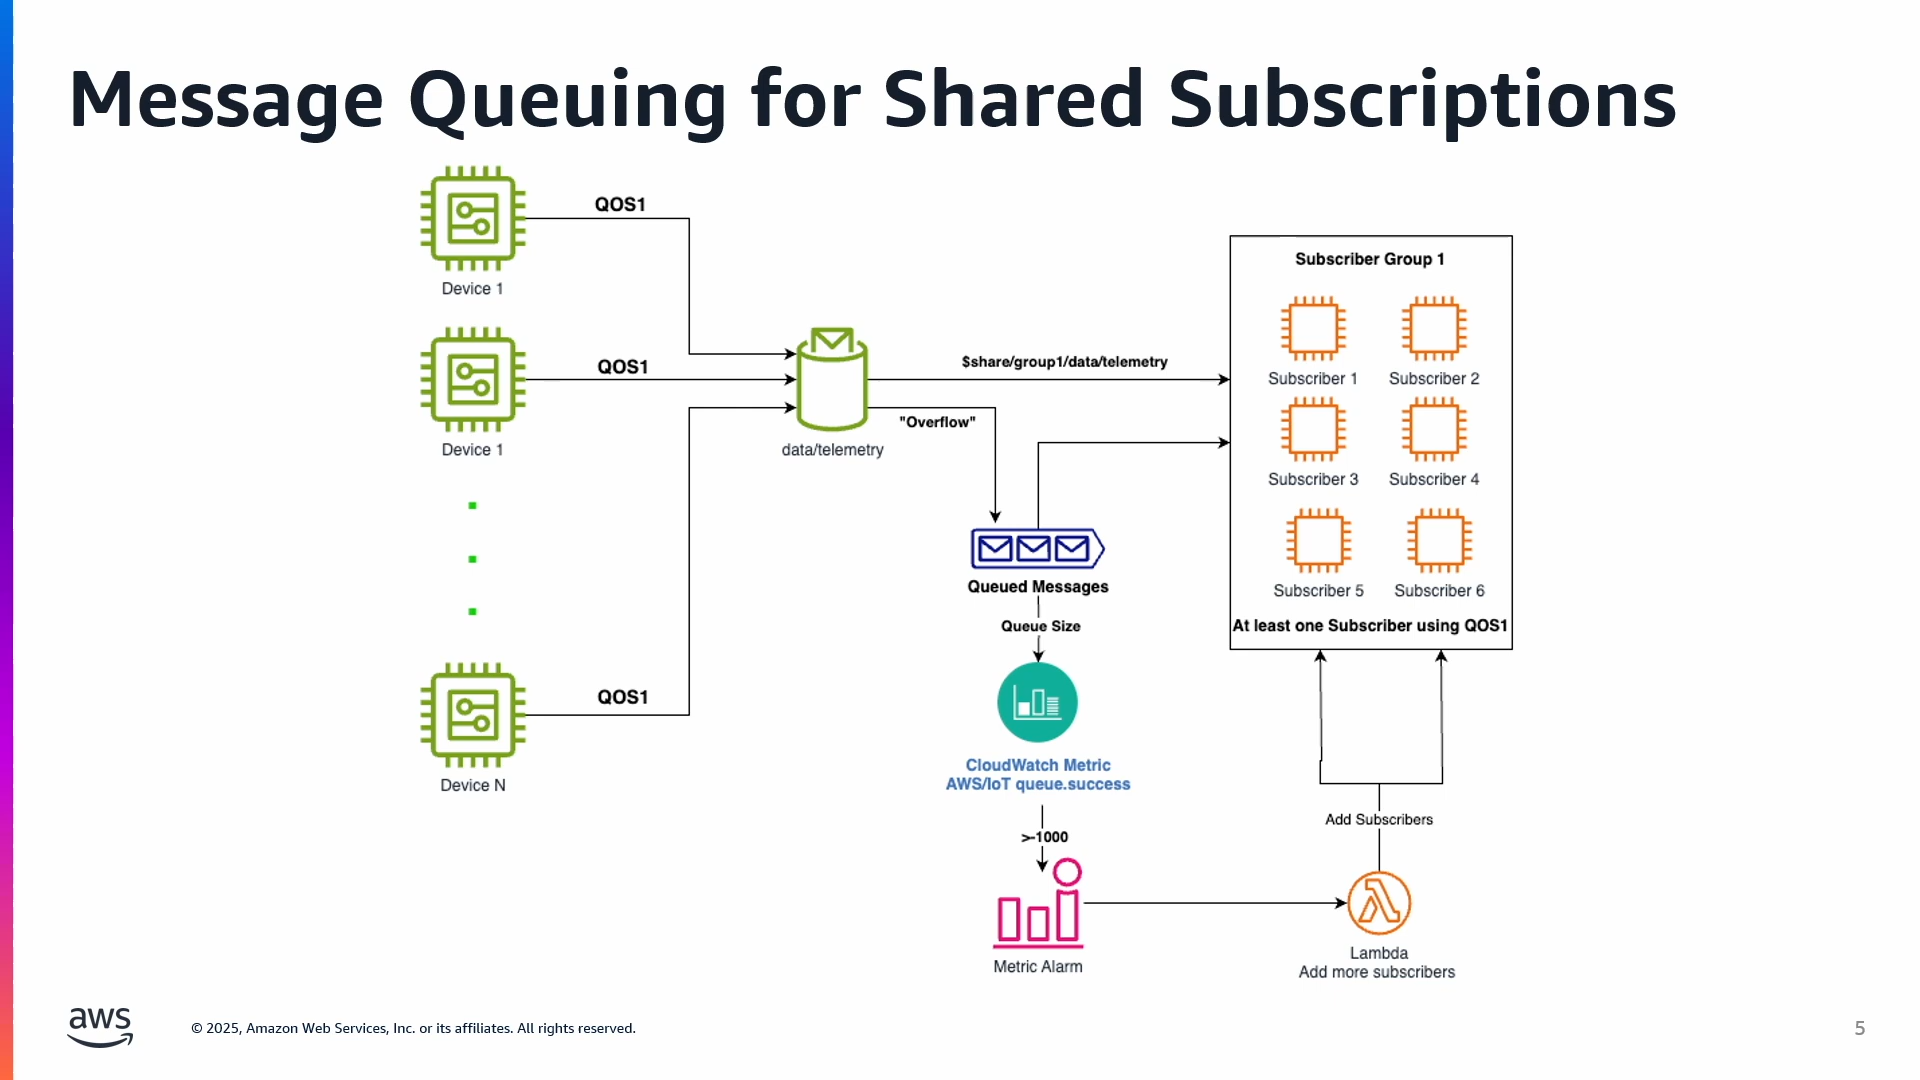 Message Queuing for Shared Subscriptions
QOS1
Device 1
QOS1
Device 1
QOS1
Device N
data/telemetry
$share/group1/data/telemetry
"Overflow"
Queued Messages
Queue Size
CloudWatch Metric
AWS/IoT queue.success
>-1000
Metric Alarm
Subscriber Group 1
Subscriber 1
Subscriber 2
Subscriber 3
Subscriber 4
Subscriber 5
Subscriber 6
At least one Subscriber using QOS1
Add Subscribers
Lambda
Add more subscribers
aws
© 2025, Amazon Web Services, Inc. or its affiliates. All rights reserved.
5